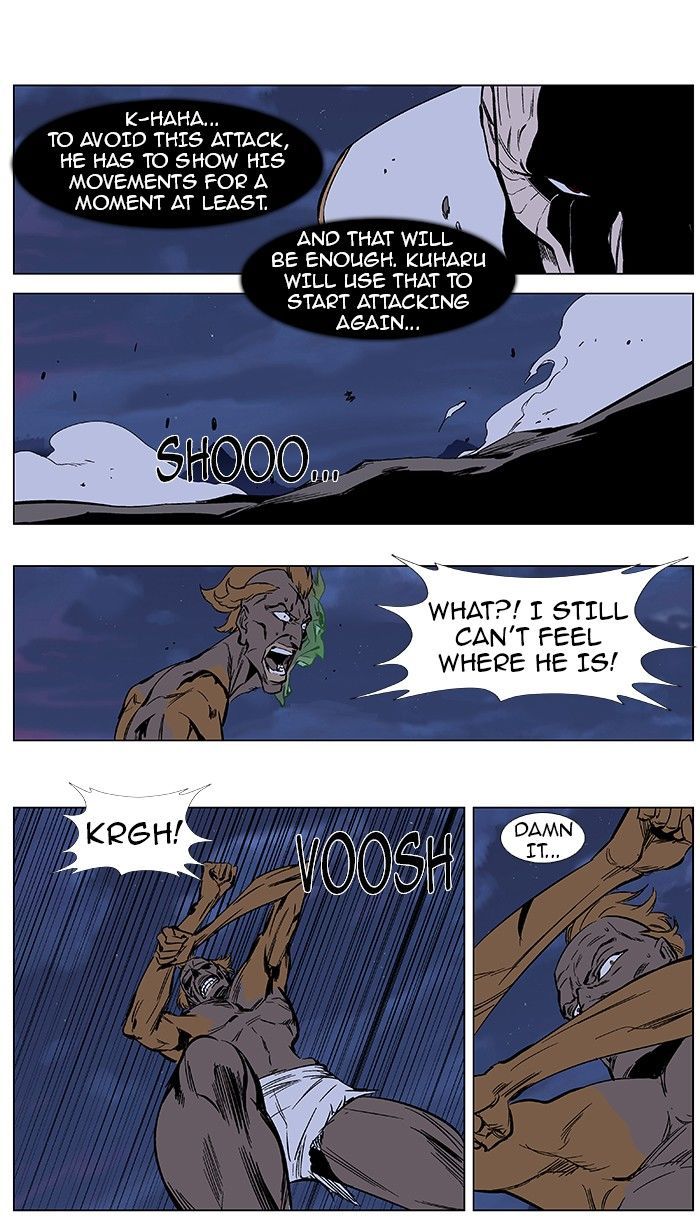 K-HAHA...
TO AVOID THIS ATTACK,
HE HAS TO SHOW HIS
MOVEMENTS FOR A
MOMENT AT LEAST.
AND THAT WILL
BE ENOUGH. KUHARU
WILL USE THAT TO
START ATTACKING
AGAIN...
SHOOO...
WHAT?! I STILL
CAN'T FEEL
WHERE HE IS!
KRGH!
VOOSH
DAMN
IT...